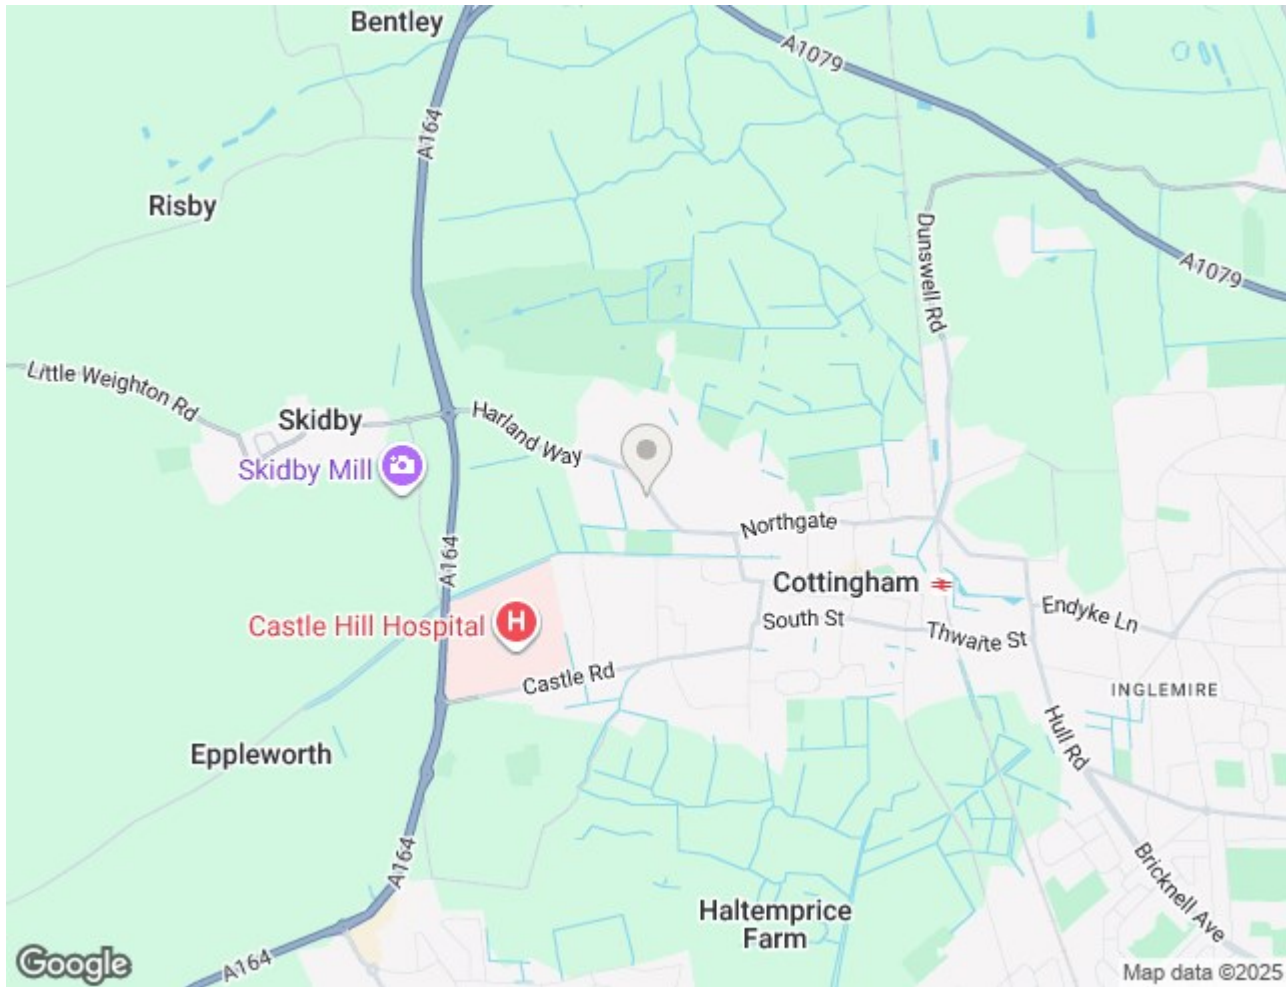 Bentley
A1079
A164
Risby
Dunswell Rd
A1079
Little Weighton Rd
Skidby
Harland Way
Skidby Mill
Northgate
A164
Cottingham
Castle Hill Hospital
H
South St
Endyke Ln
Thwaite St
Castle Rd
INGLEMIRE
Hull Rd
Eppleworth
A164
Bricknell Ave
Haltemprice
Farm
A164
Google
Map data ©2025